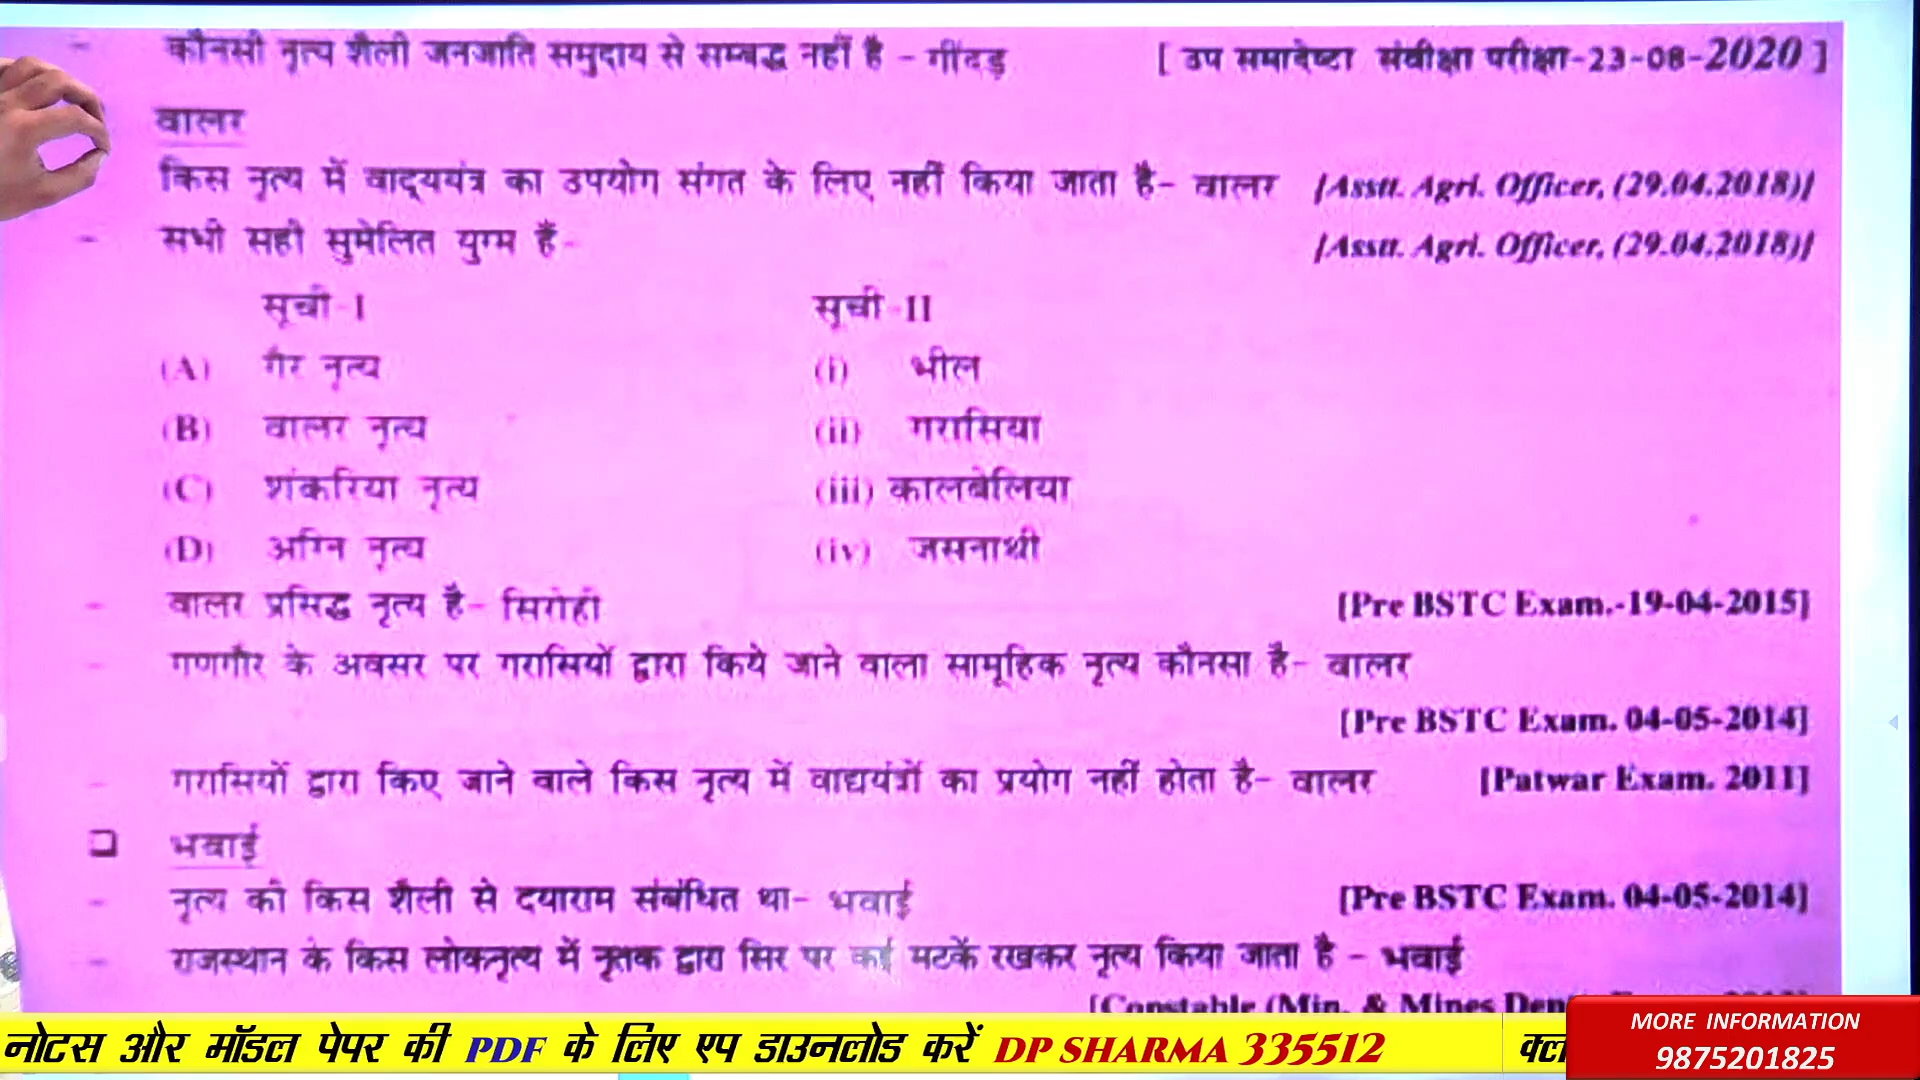 - कौनसी नृत्य शैली जनजाति समुदाय से सम्बद्ध नहीं है - गींदड़ [ उप समादेष्टा संवीक्षा परीक्षा-23-08-2020 ]
वालर
किस नृत्य में वाद्ययंत्र का उपयोग संगत के लिए नहीं किया जाता है- वालर [Asstt. Agri. Officer, (29.04.2018)]
- सभी सही सुमेलित युग्म हैं- [Asstt. Agri. Officer, (29.04.2018)]
सूची-I सूची-II
(A) गैर नृत्य (i) भील
(B) वालर नृत्य (ii) गरासिया
(C) शंकरिया नृत्य (iii) कालबेलिया
(D) अग्नि नृत्य (iv) जसनाथी
- वालर प्रसिद्ध नृत्य है- सिरोही [Pre BSTC Exam.-19-04-2015]
- गणगौर के अवसर पर गरासियों द्वारा किये जाने वाला सामूहिक नृत्य कौनसा है- वालर
[Pre BSTC Exam. 04-05-2014]
- गरासियों द्वारा किए जाने वाले किस नृत्य में वाद्ययंत्रों का प्रयोग नहीं होता है- वालर [Patwar Exam. 2011]
❑ भवाई
- नृत्य की किस शैली से दयाराम संबंधित था- भवाई [Pre BSTC Exam. 04-05-2014]
- राजस्थान के किस लोकनृत्य में नृतक द्वारा सिर पर कई मटकें रखकर नृत्य किया जाता है - भवाई
[Constable (Min. & Mines
नोटस और मॉडल पेपर की PDF के लिए एप डाउनलोड करें DP SHARMA 335512 क्ल
MORE INFORMATION
9875201825